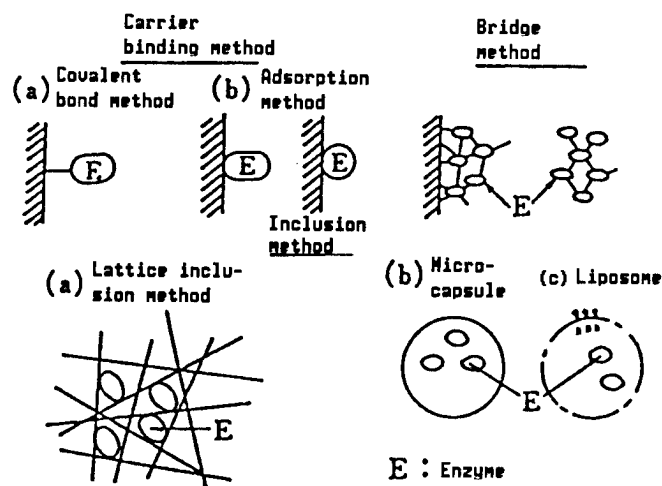 Carrier
binding method
Bridge
method
(a) Covalent
bond method
(b) Adsorption
method
E
E
E
E
Inclusion
method
(a) Lattice inclu-
sion method
(b) Micro-
capsule
(c) Liposome
E
E
E : Enzyme